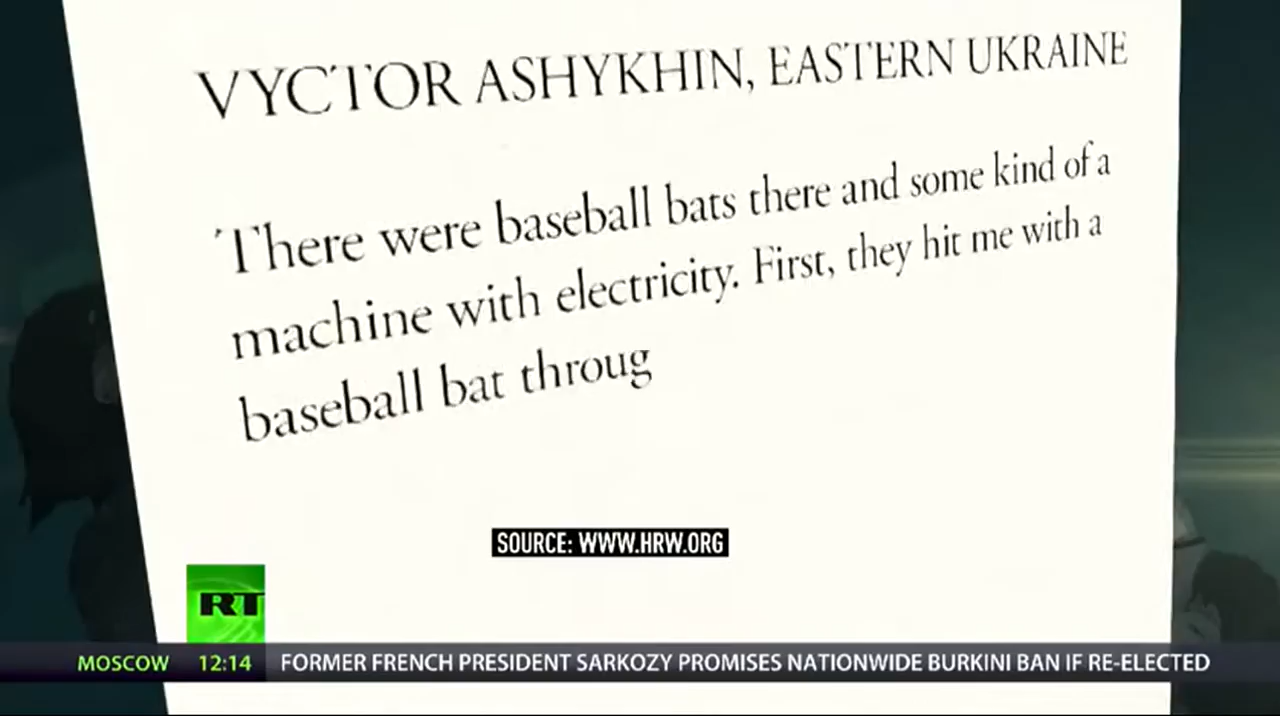 VYCTOR ASHYKHIN, EASTERN UKRAINE
There were baseball bats there and some kind of a
machine with electricity. First, they hit me with a
baseball bat throug
SOURCE: WWW.HRW.ORG
RT
MOSCOW 12:14 FORMER FRENCH PRESIDENT SARKOZY PROMISES NATIONWIDE BURKINI BAN IF RE-ELECTED